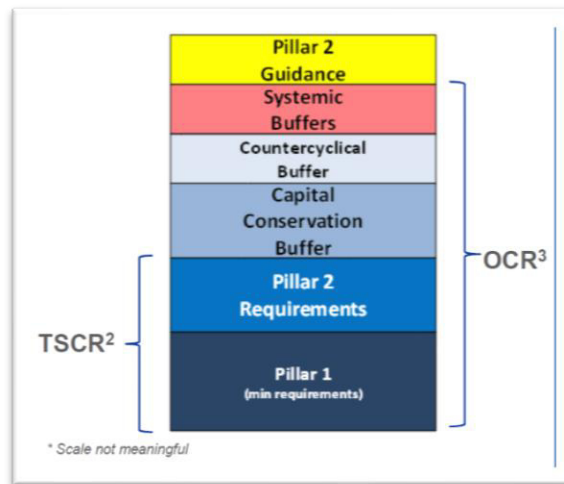 Pillar 2
Guidance
Systemic
Buffers
Countercyclical
Buffer
Capital
Conservation
Buffer
Pillar 2
Requirements
Pillar 1
(min requirements)
TSCR²
OCR³
* Scale not meaningful